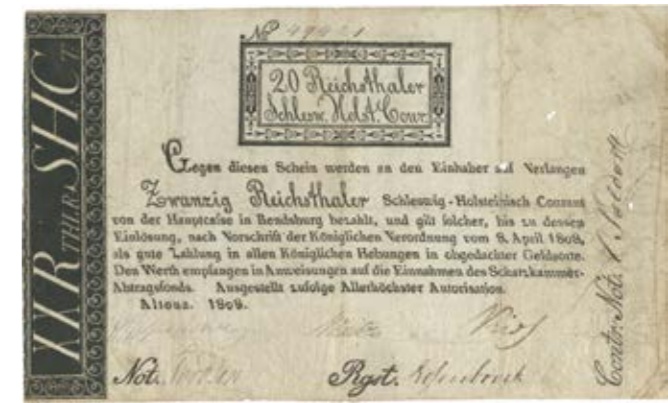 No
20 Reichsthaler
Schlesw. Holst. Cour.
Gegen diesen Schein werden an den Einhaber auf Verlangen
Zwanzig Reichsthaler Schleswig-Holsteinisch Courant
von der Hauptcasse in Rendsburg bezahlt, und gilt solcher, bis zu dessen
Einlösung, nach Vorschrift der Königlichen Verordnung vom 8. April 1808,
als gute Zahlung in allen Königlichen Hebungen in obgedachter Geldsorte.
Den Werth empfangen in Anweisungen auf die Einnahmen des Schatzkammer-
Abtragsfonds. Ausgestellt zufolge Allerhöchster Autorisation.
Altona. 1808.
Not.
Rgst.
Contr. Not.
XX R THLR SHCT